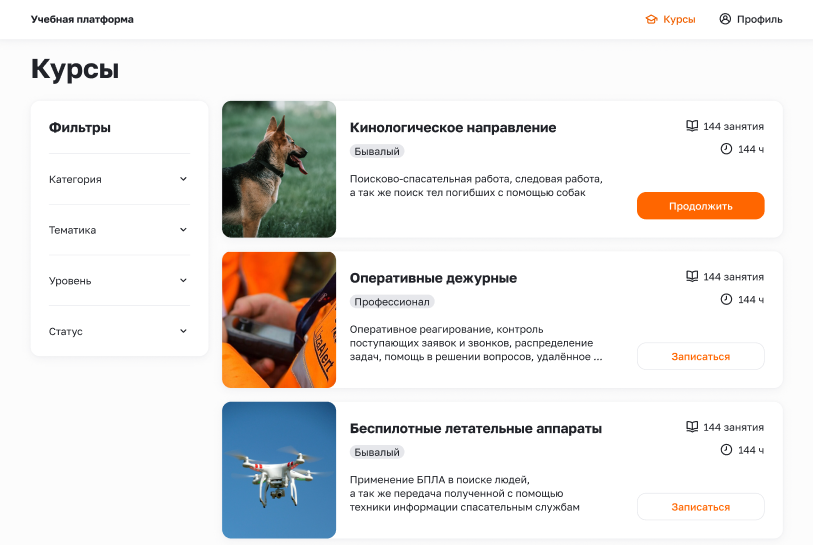 Учебная платформа
Курсы
Профиль
Курсы
Фильтры
Категория
Тематика
Уровень
Статус
Кинологическое направление
Бывалый
Поисково-спасательная работа, следовая работа,
а так же поиск тел погибших с помощью собак
144 занятия
144 ч
Продолжить
LizaAlert
Оперативные дежурные
Профессионал
Оперативное реагирование, контроль
поступающих заявок и звонков, распределение
задач, помощь в решении вопросов, удалённое ...
144 занятия
144 ч
Записаться
Беспилотные летательные аппараты
Бывалый
Применение БПЛА в поиске людей,
а так же передача полученной с помощью
техники информации спасательным службам
144 занятия
144 ч
Записаться